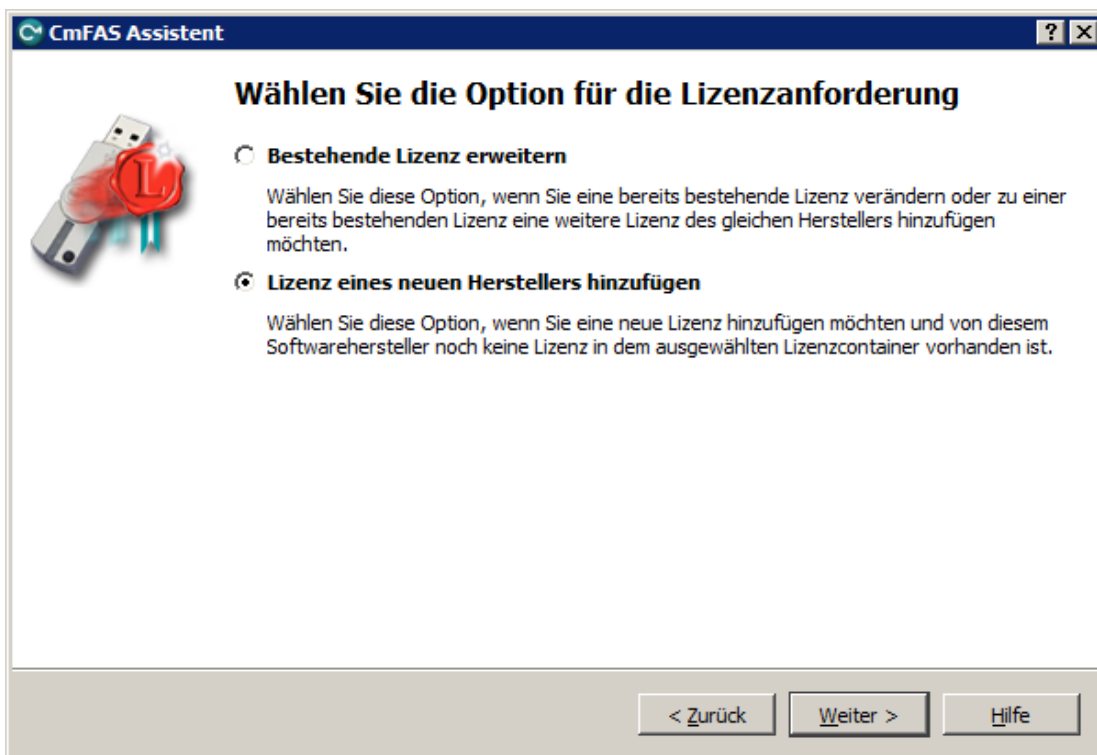 CmFAS Assistent
Wählen Sie die Option für die Lizenzanforderung
Bestehende Lizenz erweitern
Wählen Sie diese Option, wenn Sie eine bereits bestehende Lizenz verändern oder zu einer
bereits bestehenden Lizenz eine weitere Lizenz des gleichen Herstellers hinzufügen
möchten.
Lizenz eines neuen Herstellers hinzufügen
Wählen Sie diese Option, wenn Sie eine neue Lizenz hinzufügen möchten und von diesem
Softwarehersteller noch keine Lizenz in dem ausgewählten Lizenzcontainer vorhanden ist.
L
< Zurück
Weiter >
Hilfe